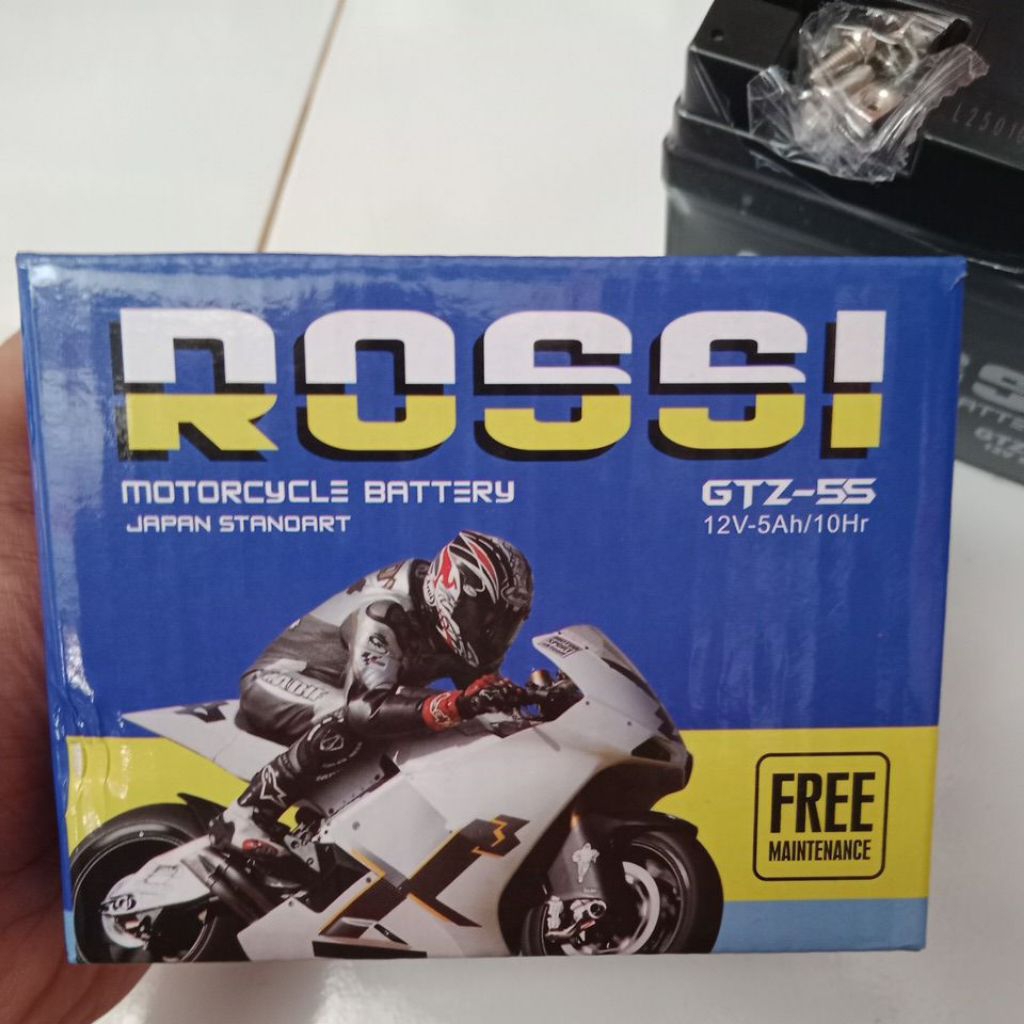 ROSSI
MOTORCYCLE BATTERY
GTZ-5S
JAPAN STANDART
12V-5Ah/10Hr
FREE
MAINTENANCE